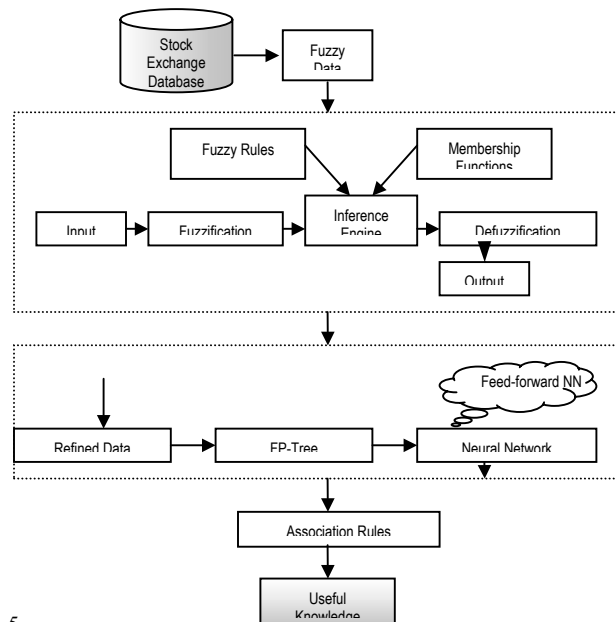 Stock
Exchange
Database
Fuzzy
Data
Fuzzy Rules
Membership
Functions
Input
Fuzzification
Inference
Engine
Defuzzification
Output
Feed-forward NN
Refined Data
FP-Tree
Neural Network
Association Rules
Useful
Knowledge
5